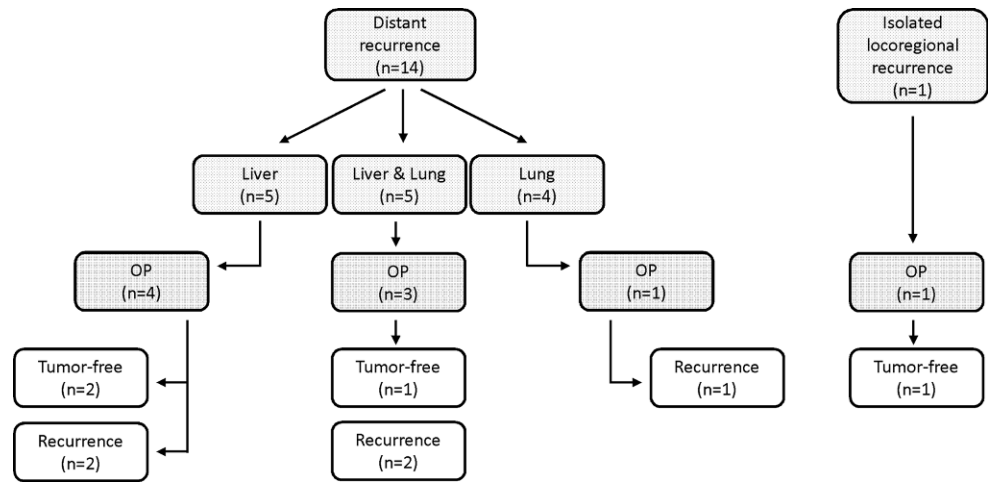 Distant
recurrence
(n=14)
Isolated
locoregional
recurrence
(n=1)
Liver
(n=5)
Liver & Lung
(n=5)
Lung
(n=4)
OP
(n=4)
OP
(n=3)
OP
(n=1)
OP
(n=1)
Tumor-free
(n=2)
Tumor-free
(n=1)
Recurrence
(n=1)
Tumor-free
(n=1)
Recurrence
(n=2)
Recurrence
(n=2)